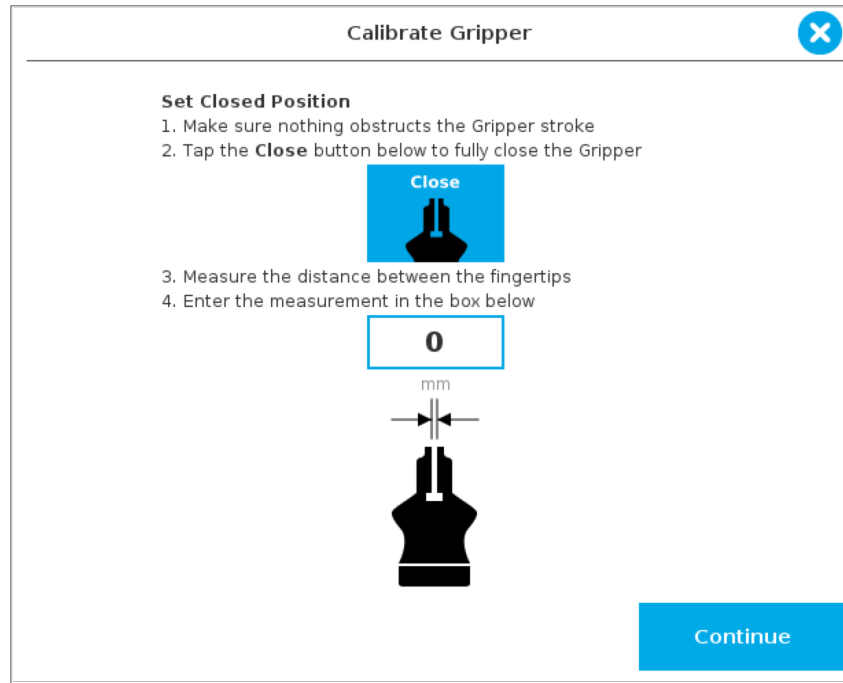 Calibrate Gripper
Set Closed Position
1. Make sure nothing obstructs the Gripper stroke
2. Tap the Close button below to fully close the Gripper
Close
3. Measure the distance between the fingertips
4. Enter the measurement in the box below
0
mm
Continue